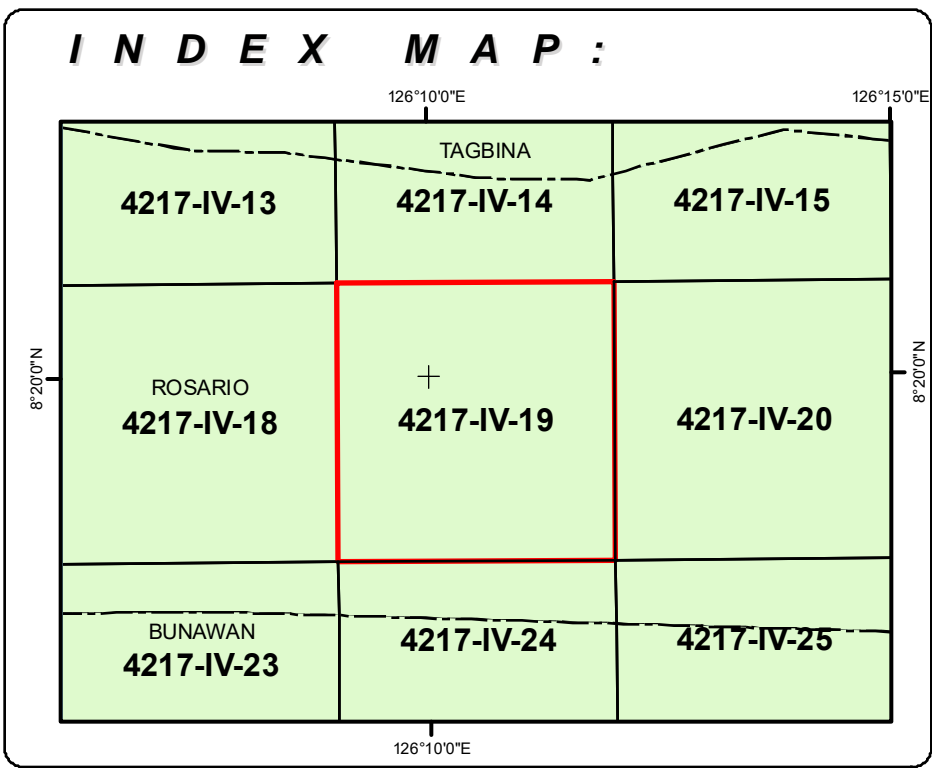 INDEX MAP:
126°10'0"E
126°15'0"E
TAGBINA
4217-IV-13
4217-IV-14
4217-IV-15
8°20'0"N
8°20'0"N
ROSARIO
4217-IV-18
4217-IV-19
4217-IV-20
BUNAWAN
4217-IV-23
4217-IV-24
4217-IV-25
126°10'0"E